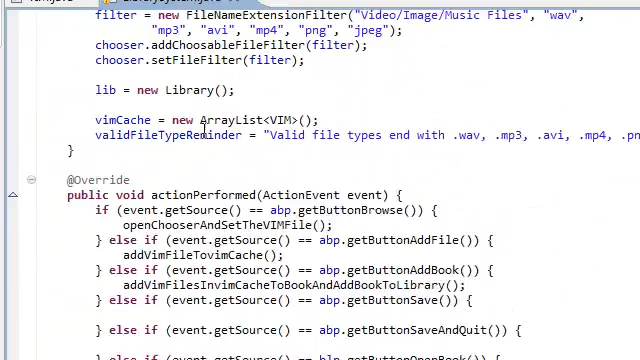 filter = new FileNameExtensionFilter("Video/Image/Music Files", "wav",
"mp3", "avi", "mp4", "png", "jpeg");
chooser.addChoosableFileFilter(filter);
chooser.setFileFilter(filter);
lib = new Library();
vimCache = new ArrayList<VIM>();
validFileTypeReminder = "Valid file types end with .wav, .mp3, .avi, .mp4, .pn
}
@Override
public void actionPerformed(ActionEvent event) {
if (event.getSource() == abp.getButtonBrowse()) {
openChooserAndSetTheVIMFile();
} else if (event.getSource() == abp.getButtonAddFile()) {
addVimFileTovimCache();
} else if (event.getSource() == abp.getButtonAddBook()) {
addVimFilesInvimCacheToBookAndAddBookToLibrary();
} else if (event.getSource() == abp.getButtonSave()) {
} else if (event.getSource() == abp.getButtonSaveAndQuit() {